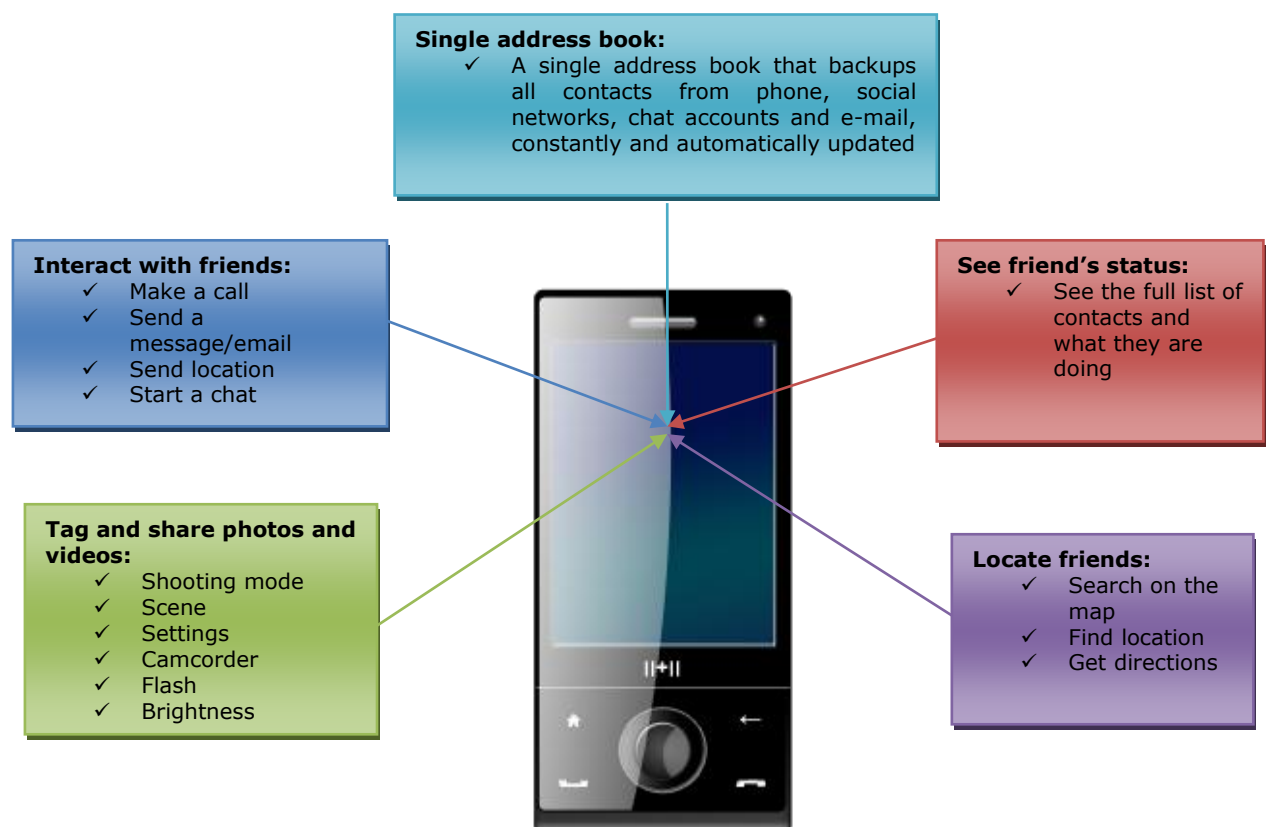 Single address book:
✓ A single address book that backups
all contacts from phone, social
networks, chat accounts and e-mail,
constantly and automatically updated
Interact with friends:
✓ Make a call
✓ Send a
message/email
✓ Send location
✓ Start a chat
See friend's status:
✓ See the full list of
contacts and
what they are
doing
Tag and share photos and
videos:
✓ Shooting mode
✓ Scene
✓ Settings
✓ Camcorder
✓ Flash
✓ Brightness
Locate friends:
✓ Search on the
map
✓ Find location
✓ Get directions